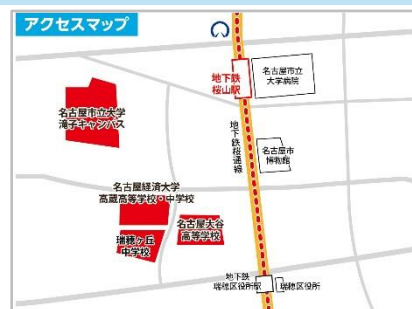 アクセスマップ
地下鉄
桜山駅
名古屋市立
大学病院
名古屋市立大学
滝子キャンパス
地下鉄桜通線
名古屋市
博物館
名古屋経済大学
高蔵高等学校・中学校
名古屋大谷
高等学校
瑞穂ヶ丘
中学校
地下鉄
瑞穂区役所駅
瑞穂区役所